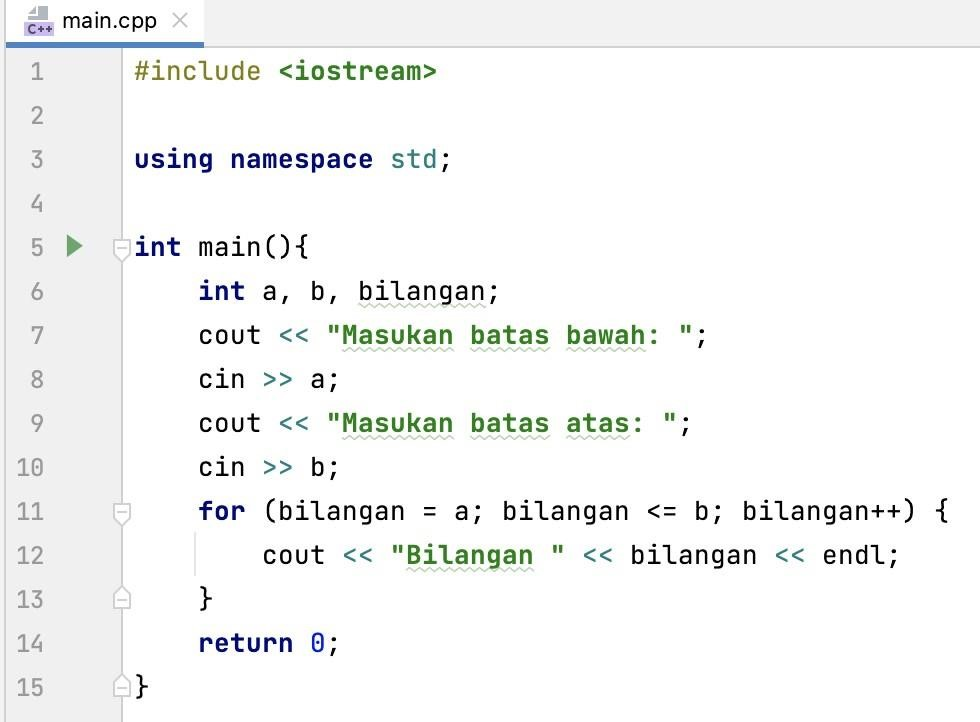 C++ main.cpp
1 #include <iostream>
2
3 using namespace std;
4
5 int main(){
6     int a, b, bilangan;
7     cout << "Masukan batas bawah: ";
8     cin >> a;
9     cout << "Masukan batas atas: ";
10     cin >> b;
11     for (bilangan = a; bilangan <= b; bilangan++) {
12         cout << "Bilangan " << bilangan << endl;
13     }
14     return 0;
15 }